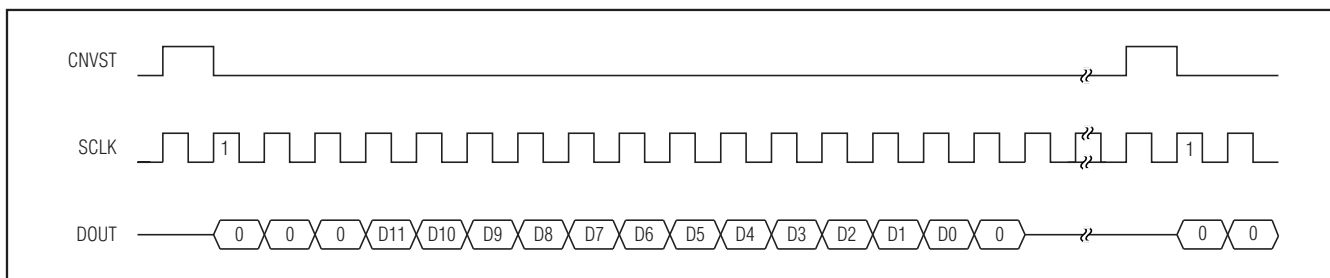 CNVST
SCLK 1 1
DOUT 0 0 0 D11 D10 D9 D8 D7 D6 D5 D4 D3 D2 D1 D0 0 0 0